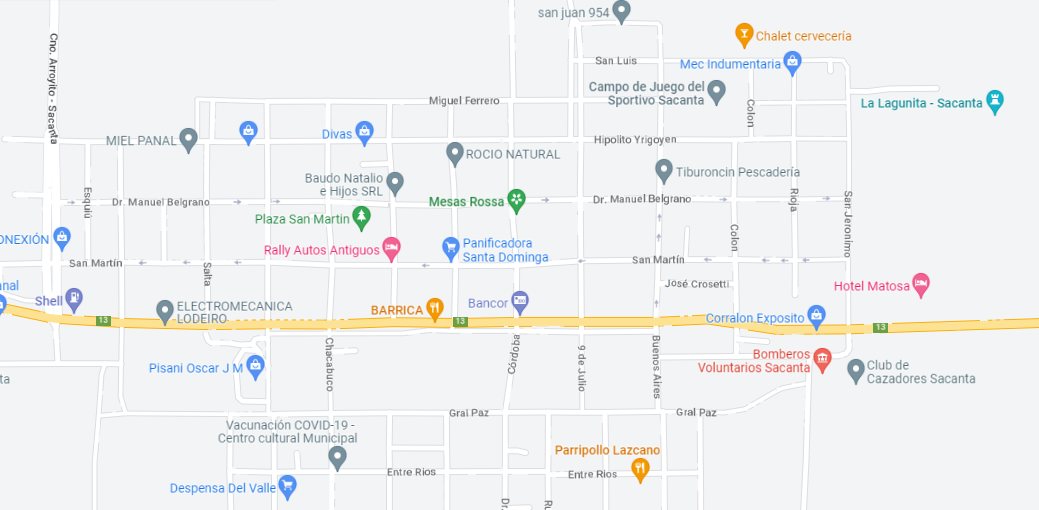 san juan 954
Chalet cervecería
San Luis
Mec Indumentaria
Cno. Arroyito - Sacanta
Campo de Juego del
Sportivo Sacanta
Miguel Ferrero
Colon
La Lagunita - Sacanta
MIEL PANAL
Divas
Hipolito Yrigoyen
ROCIO NATURAL
Tiburoncin Pescadería
Baudo Natalio
e Hijos SRL
Esquiu
Dr. Manuel Belgrano
Mesas Rossa
Dr. Manuel Belgrano
Rioja
San Jeronimo
Plaza San Martin
ONEXIÓN
Rally Autos Antiguos
Panificadora
Santa Dominga
Colon
San Martín
San Martín
Salta
José Crosetti
Hotel Matosa
anal
Shell
ELECTROMECANICA
LODEIRO
BARRICA
Bancor
13
13
Corralon Exposito
13
Chacabuco
Cordoba
9 de Julio
Buenos Aires
Bomberos
Voluntarios Sacanta
Pisani Oscar J M
Club de
Cazadores Sacanta
ta
Gral Paz
Gral Paz
Vacunación COVID-19 -
Centro cultural Municipal
Parripollo Lazcano
Entre Rios
Entre Rios
Despensa Del Valle
D
Ru